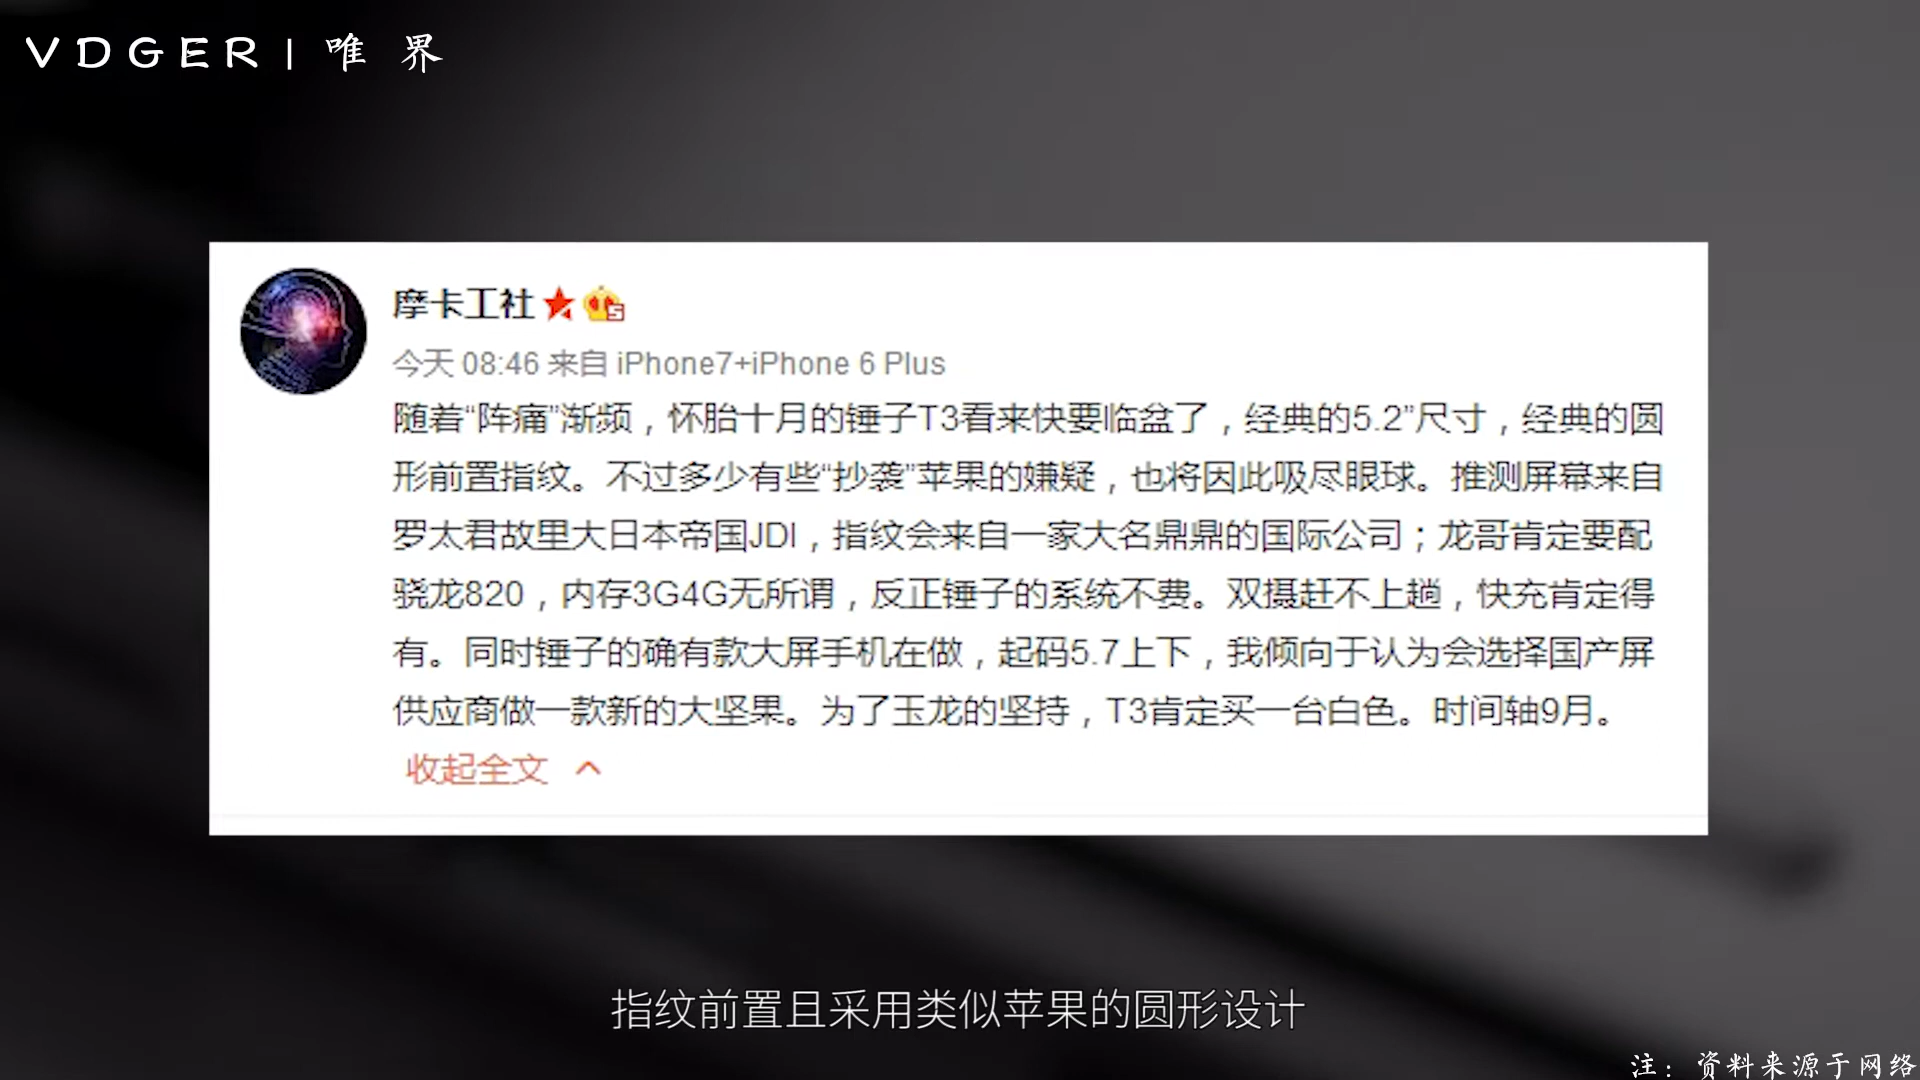 VDGER | 唯 界
摩卡工社
今天 08:46 来自 iPhone7+iPhone 6 Plus
随着“阵痛”渐频，怀胎十月的锤子T3看来快要临盆了，经典的5.2”尺寸，经典的圆
形前置指纹。不过多少有些“抄袭”苹果的嫌疑，也将因此吸尽眼球。推测屏幕来自
罗太君故里大日本帝国JDI，指纹会来自一家大名鼎鼎的国际公司；龙哥肯定要配
骁龙820，内存3G4G无所谓，反正锤子的系统不费。双摄赶不上趟，快充肯定得
有。同时锤子的确有款大屏手机在做，起码5.7上下，我倾向于认为会选择国产屏
供应商做一款新的大坚果。为了玉龙的坚持，T3肯定买一台白色。时间轴9月。
收起全文
指纹前置且采用类似苹果的圆形设计
注：资料来源于网络